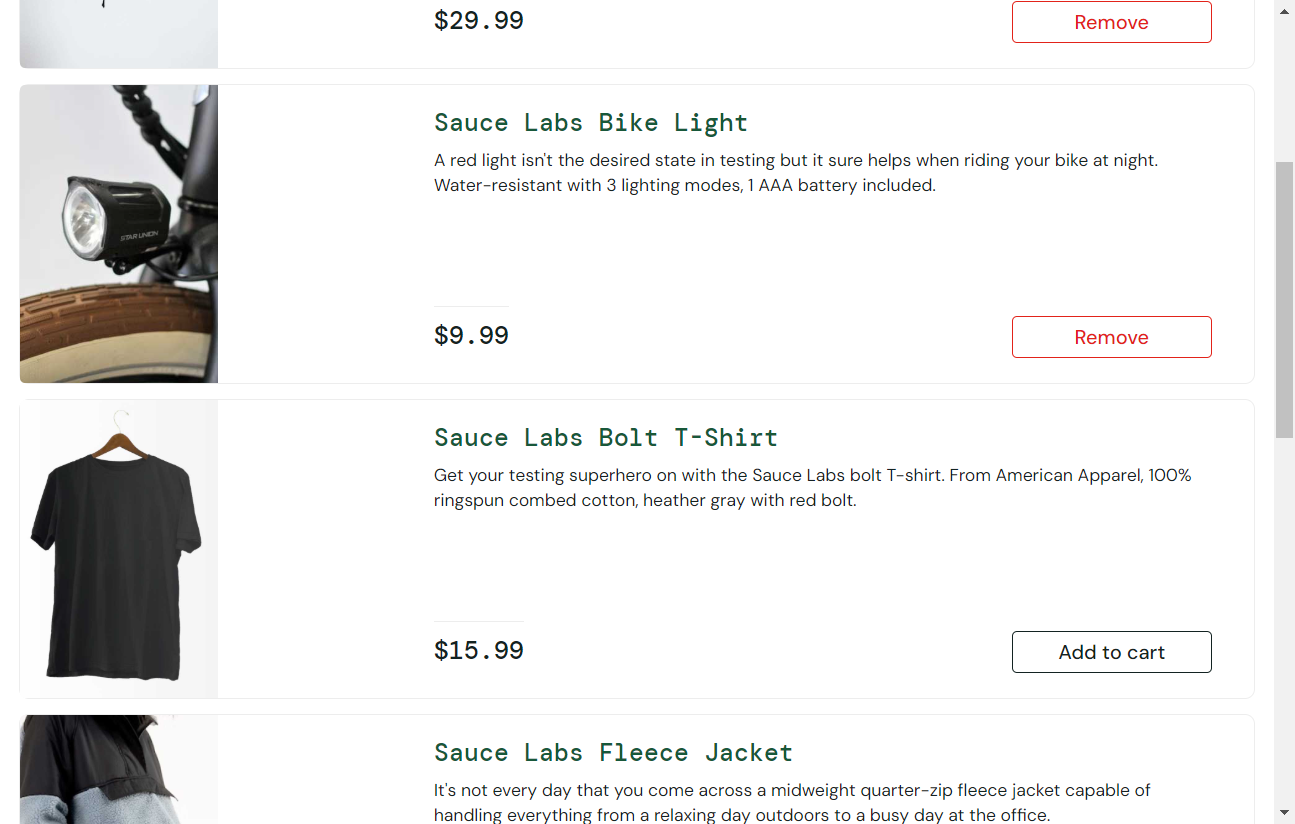 $29.99
Remove
Sauce Labs Bike Light
A red light isn't the desired state in testing but it sure helps when riding your bike at night.
Water-resistant with 3 lighting modes, 1 AAA battery included.
STAR UNION
$9.99
Remove
Sauce Labs Bolt T-Shirt
Get your testing superhero on with the Sauce Labs bolt T-shirt. From American Apparel, 100%
ringspun combed cotton, heather gray with red bolt.
$15.99
Add to cart
Sauce Labs Fleece Jacket
It's not every day that you come across a midweight quarter-zip fleece jacket capable of
handling everything from a relaxing day outdoors to a busy day at the office.